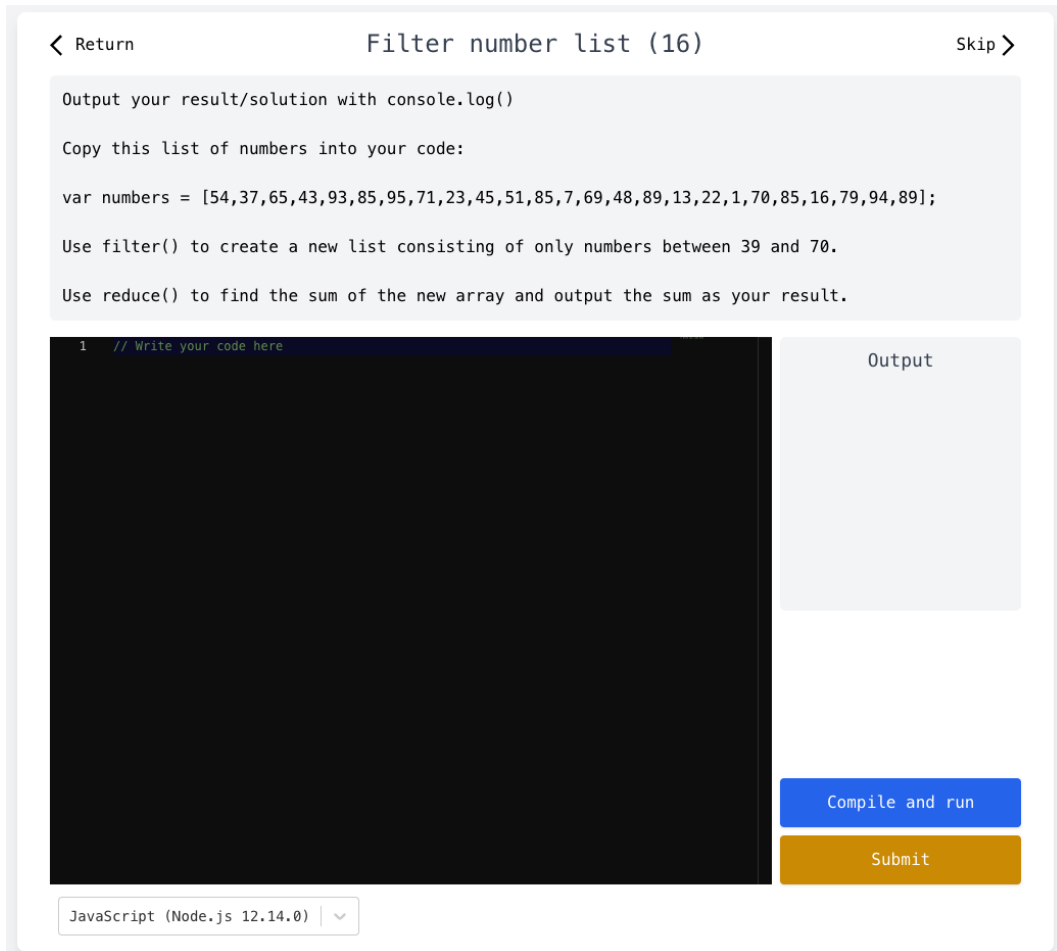 Return
Filter number list (16)
Skip
Output your result/solution with console.log()
Copy this list of numbers into your code:
var numbers = [54,37,65,43,93,85,95,71,23,45,51,85,7,69,48,89,13,22,1,70,85,16,79,94,89];
Use filter() to create a new list consisting of only numbers between 39 and 70.
Use reduce() to find the sum of the new array and output the sum as your result.
1 // Write your code here
Output
Compile and run
Submit
JavaScript (Node.js 12.14.0)